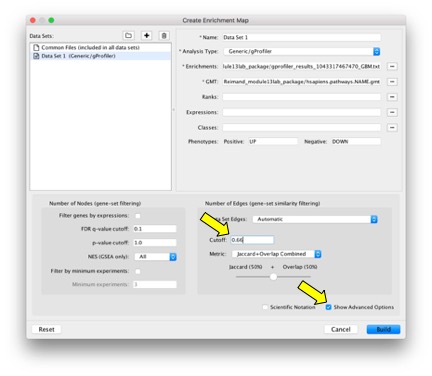 Create Enrichment Map
Data Sets:
Common Files (included in all data sets)
Data Set 1 (Generic/gProfiler)
* Name: Data Set 1
* Analysis Type: Generic/gProfiler
* Enrichments: lule13lab_package/gprofiler_results_1043317467470_GBM.txt
* GMT: Reimand_module13lab_package/hsapiens.pathways.NAME.gmt
Ranks:
Expressions:
Classes:
Phenotypes: Positive: UP Negative: DOWN
Number of Nodes (gene-set filtering)
Filter genes by expressions:
FDR q-value cutoff: 0.1
p-value cutoff: 1.0
NES (GSEA only): All
Filter by minimum experiments:
Minimum experiments: 3
Number of Edges (gene-set similarity filtering)
Data Set Edges: Automatic
Cutoff: 0.66
Metric: Jaccard+Overlap Combined
Jaccard (50%) + Overlap (50%)
Scientific Notation Show Advanced Options
Reset Cancel Build